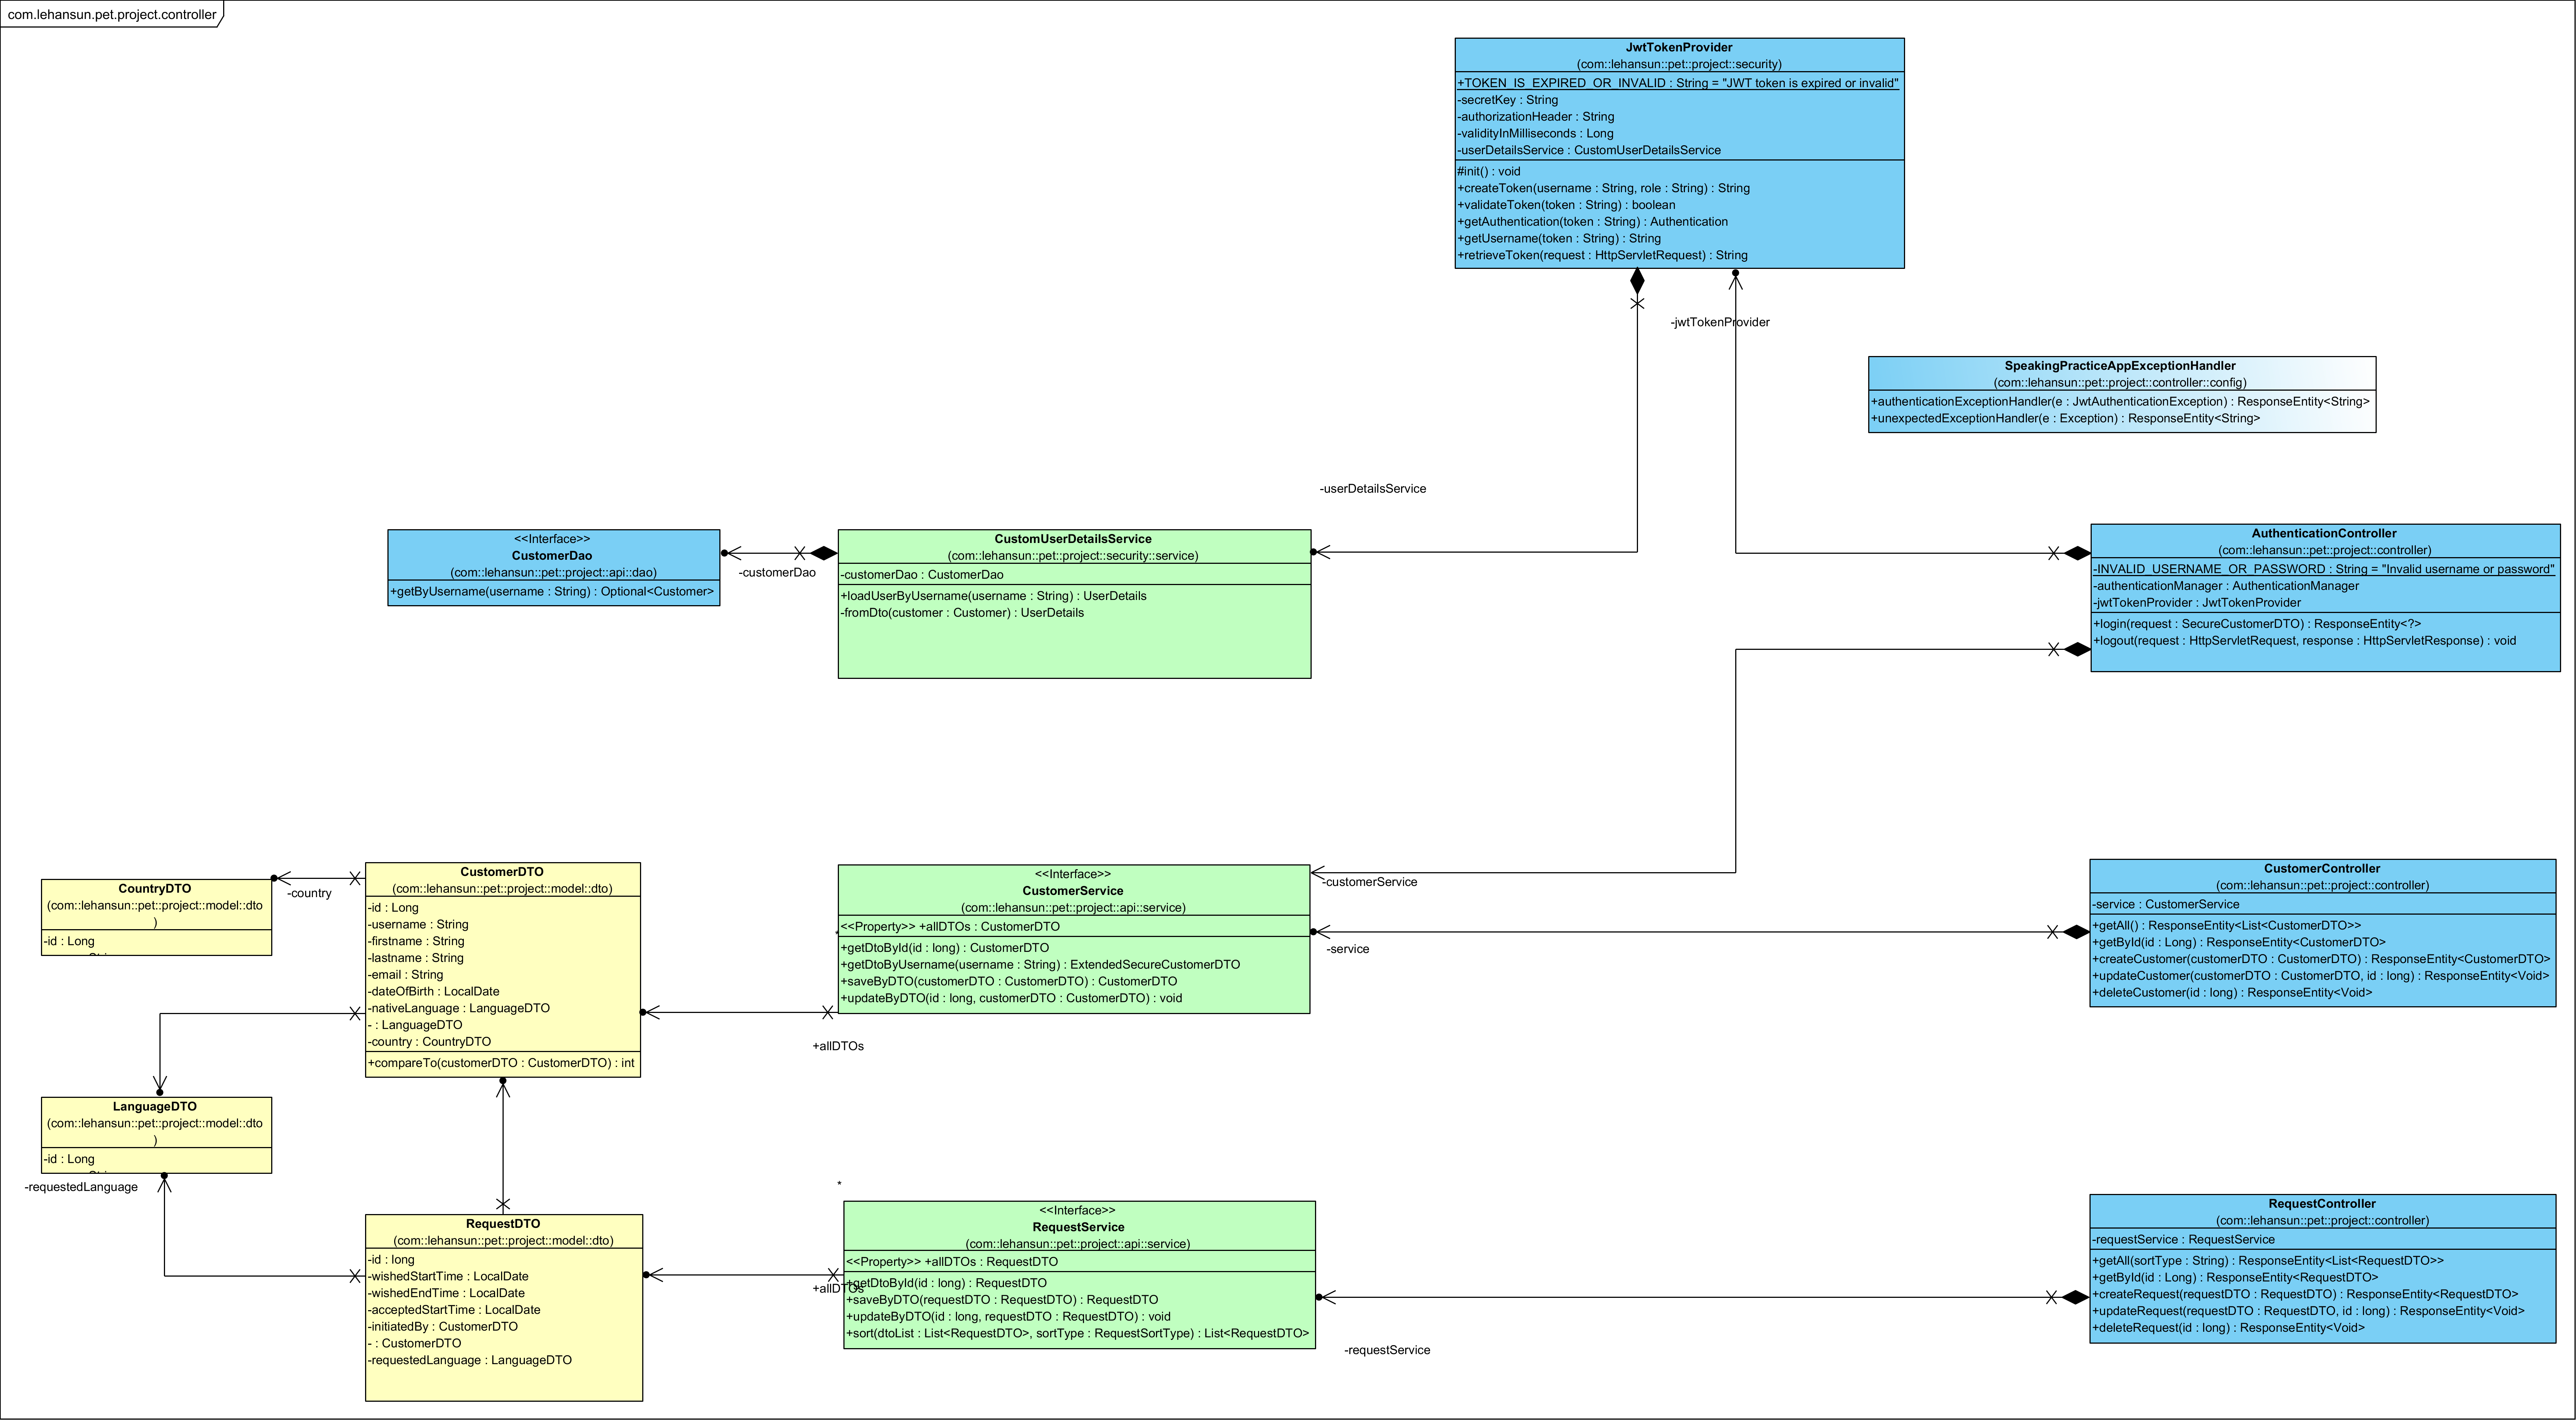 com.lehansun.pet.project.controller
JwtTokenProvider
(com::lehansun::pet::project::security)
+TOKEN_IS_EXPIRED_OR_INVALID : String = "JWT token is expired or invalid"
-secretKey : String
-authorizationHeader : String
-validityInMilliseconds : Long
-userDetailsService : CustomUserDetailsService
#init() : void
+createToken(username : String, role : String) : String
+validateToken(token : String) : boolean
+getAuthentication(token : String) : Authentication
+getUsername(token : String) : String
+retrieveToken(request : HttpServletRequest) : String
-jwtTokenProvider
SpeakingPracticeAppExceptionHandler
(com::lehansun::pet::project::controller::config)
+authenticationExceptionHandler(e : JwtAuthenticationException) : ResponseEntity<String>
+unexpectedExceptionHandler(e : Exception) : ResponseEntity<String>
-userDetailsService
<<Interface>>
CustomerDao
(com::lehansun::pet::project::api::dao)
+getByUsername(username : String) : Optional<Customer>
-customerDao
CustomUserDetailsService
(com::lehansun::pet::project::security::service)
-customerDao : CustomerDao
+loadUserByUsername(username : String) : UserDetails
-fromDto(customer : Customer) : UserDetails
AuthenticationController
(com::lehansun::pet::project::controller)
-INVALID_USERNAME_OR_PASSWORD : String = "Invalid username or password"
-authenticationManager : AuthenticationManager
-jwtTokenProvider : JwtTokenProvider
+login(request : SecureCustomerDTO) : ResponseEntity<?>
+logout(request : HttpServletRequest, response : HttpServletResponse) : void
CountryDTO
(com::lehansun::pet::project::model::dto
)
-id : Long
-country
CustomerDTO
(com::lehansun::pet::project::model::dto)
-id : Long
-username : String
-firstname : String
-lastname : String
-email : String
-dateOfBirth : LocalDate
-nativeLanguage : LanguageDTO
- : LanguageDTO
-country : CountryDTO
+compareTo(customerDTO : CustomerDTO) : int
*
+allDTOs
<<Interface>>
CustomerService
(com::lehansun::pet::project::api::service)
<<Property>> +allDTOs : CustomerDTO
+getDtoById(id : long) : CustomerDTO
+getDtoByUsername(username : String) : ExtendedSecureCustomerDTO
+saveByDTO(customerDTO : CustomerDTO) : CustomerDTO
+updateByDTO(id : long, customerDTO : CustomerDTO) : void
-customerService
-service
CustomerController
(com::lehansun::pet::project::controller)
-service : CustomerService
+getAll() : ResponseEntity<List<CustomerDTO>>
+getById(id : Long) : ResponseEntity<CustomerDTO>
+createCustomer(customerDTO : CustomerDTO) : ResponseEntity<CustomerDTO>
+updateCustomer(customerDTO : CustomerDTO, id : long) : ResponseEntity<Void>
+deleteCustomer(id : long) : ResponseEntity<Void>
LanguageDTO
(com::lehansun::pet::project::model::dto
)
-id : Long
-requestedLanguage
RequestDTO
(com::lehansun::pet::project::model::dto)
-id : long
-wishedStartTime : LocalDate
-wishedEndTime : LocalDate
-acceptedStartTime : LocalDate
-initiatedBy : CustomerDTO
- : CustomerDTO
-requestedLanguage : LanguageDTO
*
+allDTOs
<<Interface>>
RequestService
(com::lehansun::pet::project::api::service)
<<Property>> +allDTOs : RequestDTO
+getDtoById(id : long) : RequestDTO
+saveByDTO(requestDTO : RequestDTO) : RequestDTO
+updateByDTO(id : long, requestDTO : RequestDTO) : void
+sort(dtoList : List<RequestDTO>, sortType : RequestSortType) : List<RequestDTO>
-requestService
RequestController
(com::lehansun::pet::project::controller)
-requestService : RequestService
+getAll(sortType : String) : ResponseEntity<List<RequestDTO>>
+getById(id : Long) : ResponseEntity<RequestDTO>
+createRequest(requestDTO : RequestDTO) : ResponseEntity<RequestDTO>
+updateRequest(requestDTO : RequestDTO, id : long) : ResponseEntity<Void>
+deleteRequest(id : long) : ResponseEntity<Void>